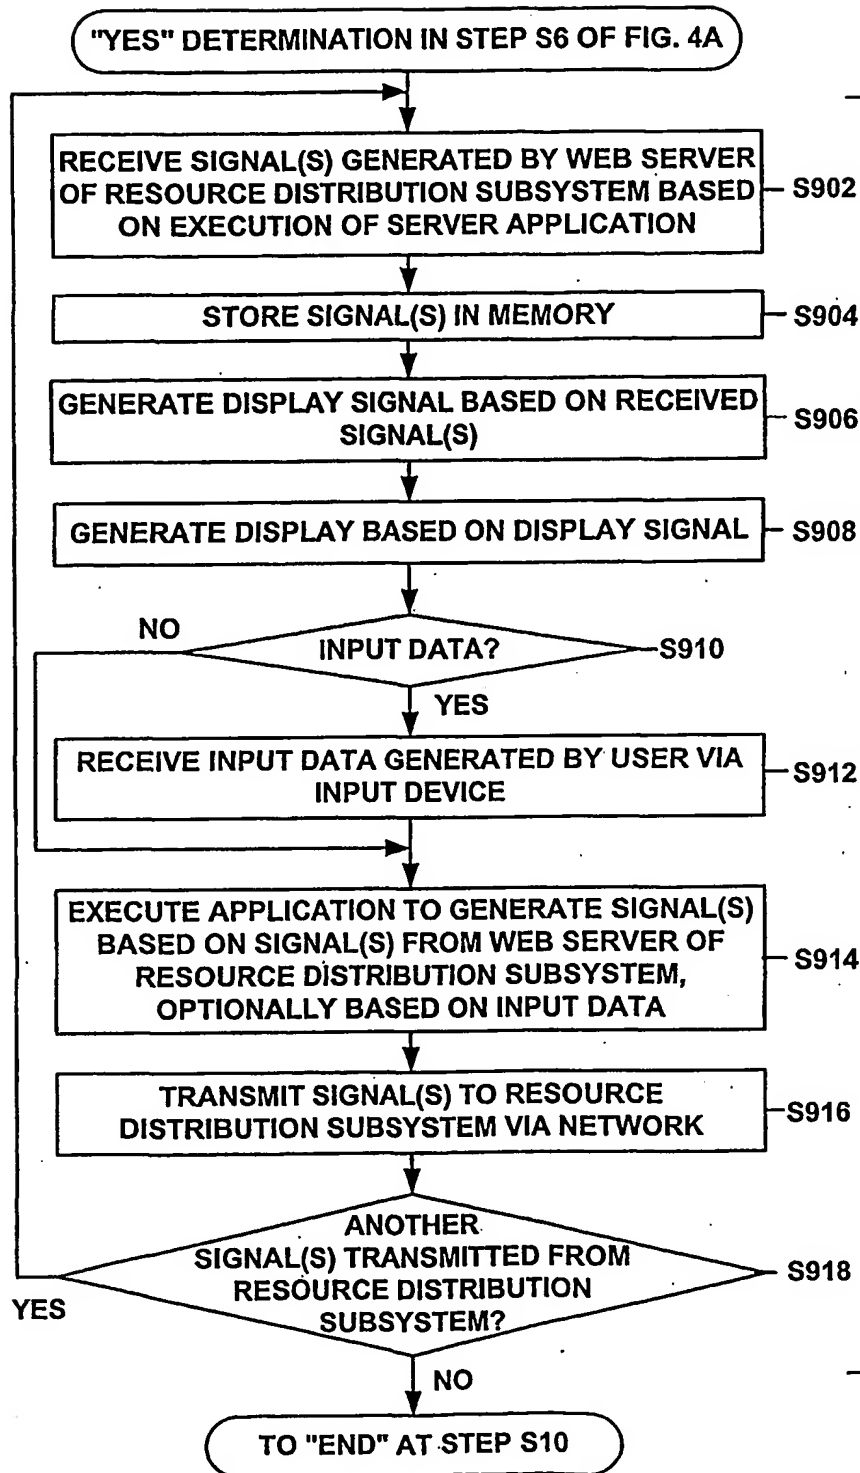 "YES" DETERMINATION IN STEP S6 OF FIG. 4A
RECEIVE SIGNAL(S) GENERATED BY WEB SERVER
OF RESOURCE DISTRIBUTION SUBSYSTEM BASED
ON EXECUTION OF SERVER APPLICATION
S902
STORE SIGNAL(S) IN MEMORY
S904
GENERATE DISPLAY SIGNAL BASED ON RECEIVED
SIGNAL(S)
S906
GENERATE DISPLAY BASED ON DISPLAY SIGNAL
S908
NO
INPUT DATA?
S910
YES
RECEIVE INPUT DATA GENERATED BY USER VIA
INPUT DEVICE
S912
EXECUTE APPLICATION TO GENERATE SIGNAL(S)
BASED ON SIGNAL(S) FROM WEB SERVER OF
RESOURCE DISTRIBUTION SUBSYSTEM,
OPTIONALLY BASED ON INPUT DATA
S914
TRANSMIT SIGNAL(S) TO RESOURCE
DISTRIBUTION SUBSYSTEM VIA NETWORK
S916
ANOTHER
SIGNAL(S) TRANSMITTED FROM
RESOURCE DISTRIBUTION
SUBSYSTEM?
S918
YES
NO
TO "END" AT STEP S10